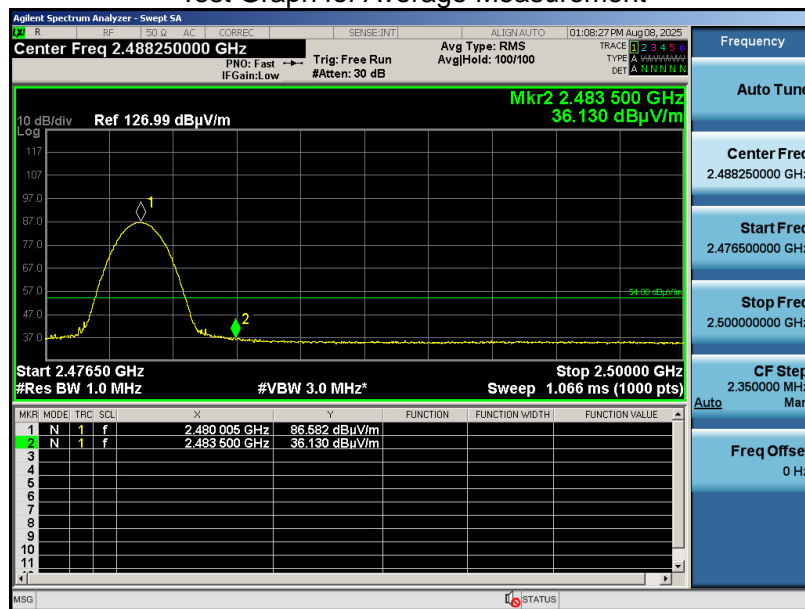 Test Graph for Average Measurement
Agilent Spectrum Analyzer - Swept SA
LXI R RF 50 Ω AC CORREC SENSE:INT ALIGN AUTO 01:08:27 PM Aug 08, 2025
Center Freq 2.488250000 GHz
PNO: Fast
IFGain:Low
Trig: Free Run
#Atten: 30 dB
Avg Type: RMS
Avg|Hold: 100/100
TRACE 1 2 3 4 5 6
TYPE A
DET A N N N N N
Mkr2 2.483 500 GHz
36.130 dBµV/m
10 dB/div Ref 126.99 dBµV/m
Log
117
107
97.0
87.0
77.0
67.0
57.0
47.0
37.0
1
2
54.00 dBµV/m
Start 2.47650 GHz Stop 2.50000 GHz
#Res BW 1.0 MHz #VBW 3.0 MHz* Sweep 1.066 ms (1000 pts)
MKR MODE TRC SCL X Y FUNCTION FUNCTION WIDTH FUNCTION VALUE
1 N 1 f 2.480 005 GHz 86.582 dBµV/m
2 N 1 f 2.483 500 GHz 36.130 dBµV/m
3
4
5
6
7
8
9
10
11
MSG STATUS
Frequency
Auto Tune
Center Freq
2.488250000 GHz
Start Freq
2.476500000 GHz
Stop Freq
2.500000000 GHz
CF Step
2.350000 MHz
Auto Man
Freq Offset
0 Hz